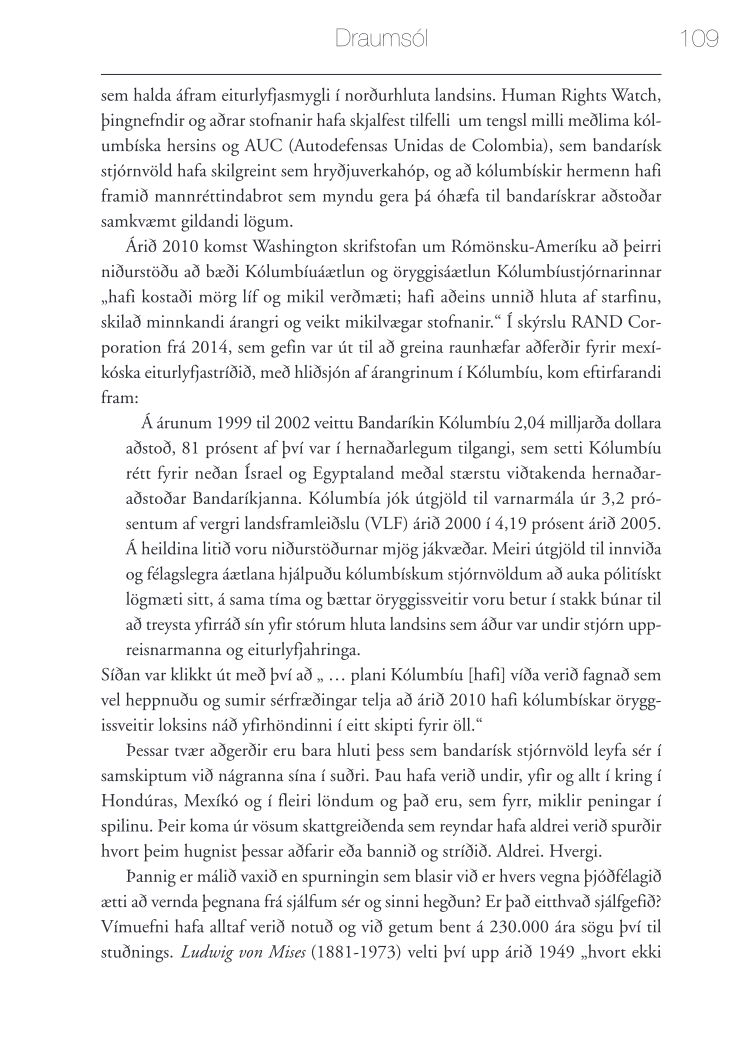 Draumsól 109
sem halda áfram eiturlyfjasmygli í norðurhluta landsins. Human Rights Watch,
þingnefndir og aðrar stofnanir hafa skjalfest tilfelli um tengsl milli meðlima kól-
umbíska hersins og AUC (Autodefensas Unidas de Colombia), sem bandarísk
stjórnvöld hafa skilgreint sem hryðjuverkahóp, og að kólumbískir hermenn hafi
framið mannréttindabrot sem myndu gera þá óhæfa til bandarískrar aðstoðar
samkvæmt gildandi lögum.
Árið 2010 komst Washington skrifstofan um Rómönsku-Ameríku að þeirri
niðurstöðu að bæði Kólumbíuáætlun og öryggisáætlun Kólumbíustjórnarinnar
„hafi kostaði mörg líf og mikil verðmæti; hafi aðeins unnið hluta af starfinu,
skilað minnkandi árangri og veikt mikilvægar stofnanir.“ Í skýrslu RAND Cor-
poration frá 2014, sem gefin var út til að greina raunhæfar aðferðir fyrir mexí-
kóska eiturlyfjastríðið, með hliðsjón af árangrinum í Kólumbíu, kom eftirfarandi
fram:
Á árunum 1999 til 2002 veittu Bandaríkin Kólumbíu 2,04 milljarða dollara
aðstoð, 81 prósent af því var í hernaðarlegum tilgangi, sem setti Kólumbíu
rétt fyrir neðan Ísrael og Egyptaland meðal stærstu viðtakenda hernaðar-
aðstoðar Bandaríkjanna. Kólumbía jók útgjöld til varnarmála úr 3,2 pró-
sentum af vergri landsframleiðslu (VLF) árið 2000 í 4,19 prósent árið 2005.
Á heildina litið voru niðurstöðurnar mjög jákvæðar. Meiri útgjöld til innviða
og félagslegra áætlana hjálpuðu kólumbískum stjórnvöldum að auka pólitískt
lögmæti sitt, á sama tíma og bættar öryggissveitir voru betur í stakk búnar til
að treysta yfirráð sín yfir stórum hluta landsins sem áður var undir stjórn upp-
reisnarmanna og eiturlyfjahringa.
Síðan var klikkt út með því að „ … plani Kólumbíu [hafi] víða verið fagnað sem
vel heppnuðu og sumir sérfræðingar telja að árið 2010 hafi kólumbískar örygg-
issveitir loksins náð yfirhöndinni í eitt skipti fyrir öll.“
Þessar tvær aðgerðir eru bara hluti þess sem bandarísk stjórnvöld leyfa sér í
samskiptum við nágranna sína í suðri. Þau hafa verið undir, yfir og allt í kring í
Hondúras, Mexíkó og í fleiri löndum og það eru, sem fyrr, miklir peningar í
spilinu. Þeir koma úr vösum skattgreiðenda sem reyndar hafa aldrei verið spurðir
hvort þeim hugnist þessar aðfarir eða bannið og stríðið. Aldrei. Hvergi.
Þannig er málið vaxið en spurningin sem blasir við er hvers vegna þjóðfélagið
ætti að vernda þegnana frá sjálfum sér og sinni hegðun? Er það eitthvað sjálfgefið?
Vímuefni hafa alltaf verið notuð og við getum bent á 230.000 ára sögu því til
stuðnings. Ludwig von Mises (1881-1973) velti því upp árið 1949 „hvort ekki